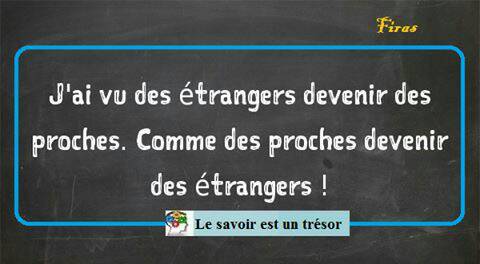 Firas
J'ai vu des étrangers devenir des
proches. Comme des proches devenir
des étrangers !
Le savoir est un trésor